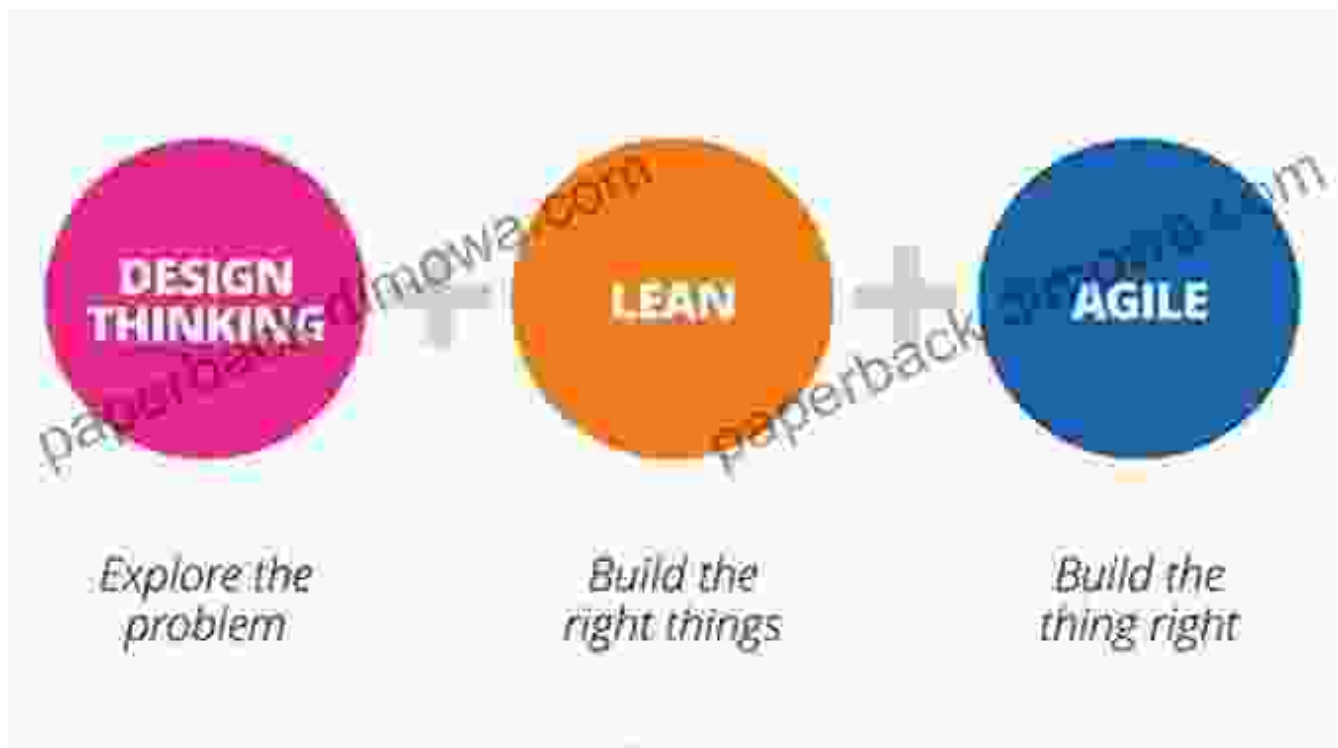 DESIGN
THINKING
LEAN
AGILE
Explore the
problem
Build the
right things
Build the
thing right